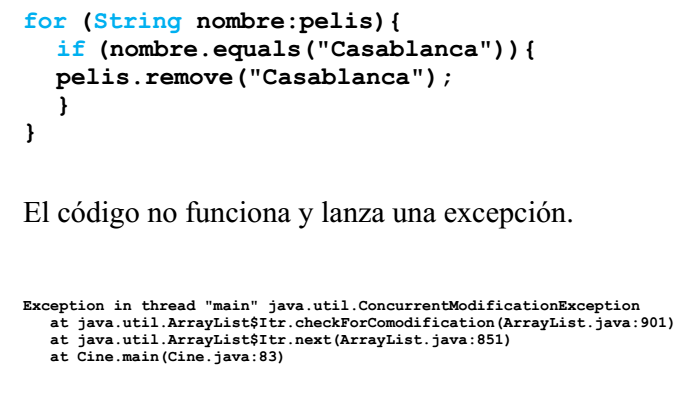 for (String nombre:pelis){
if (nombre.equals("Casablanca")){
pelis.remove("Casablanca");
}
}
El código no funciona y lanza una excepción.
Exception in thread "main" java.util.ConcurrentModificationException
at java.util.ArrayList$Itr.checkForComodification(ArrayList.java:901)
at java.util.ArrayList$Itr.next(ArrayList.java:851)
at Cine.main(Cine.java:83)